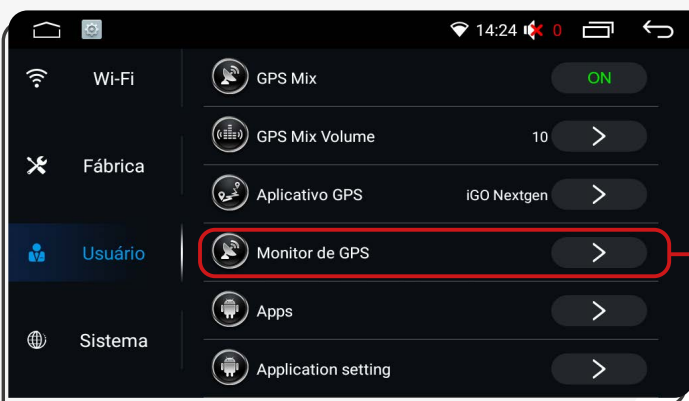 14:24 0
Wi-Fi
Fábrica
Usuário
Sistema
GPS Mix ON
GPS Mix Volume 10
Aplicativo GPS iGO Nextgen
Monitor de GPS
Apps
Application setting